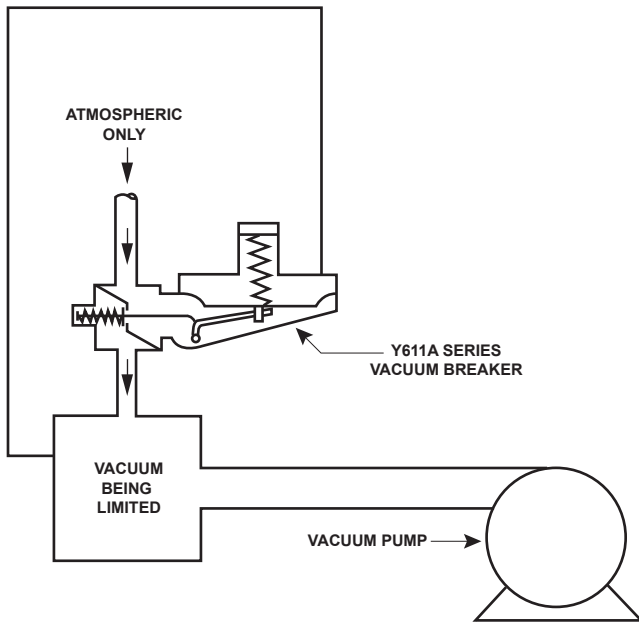 ATMOSPHERIC
ONLY
Y611A SERIES
VACUUM BREAKER
VACUUM
BEING
LIMITED
VACUUM PUMP